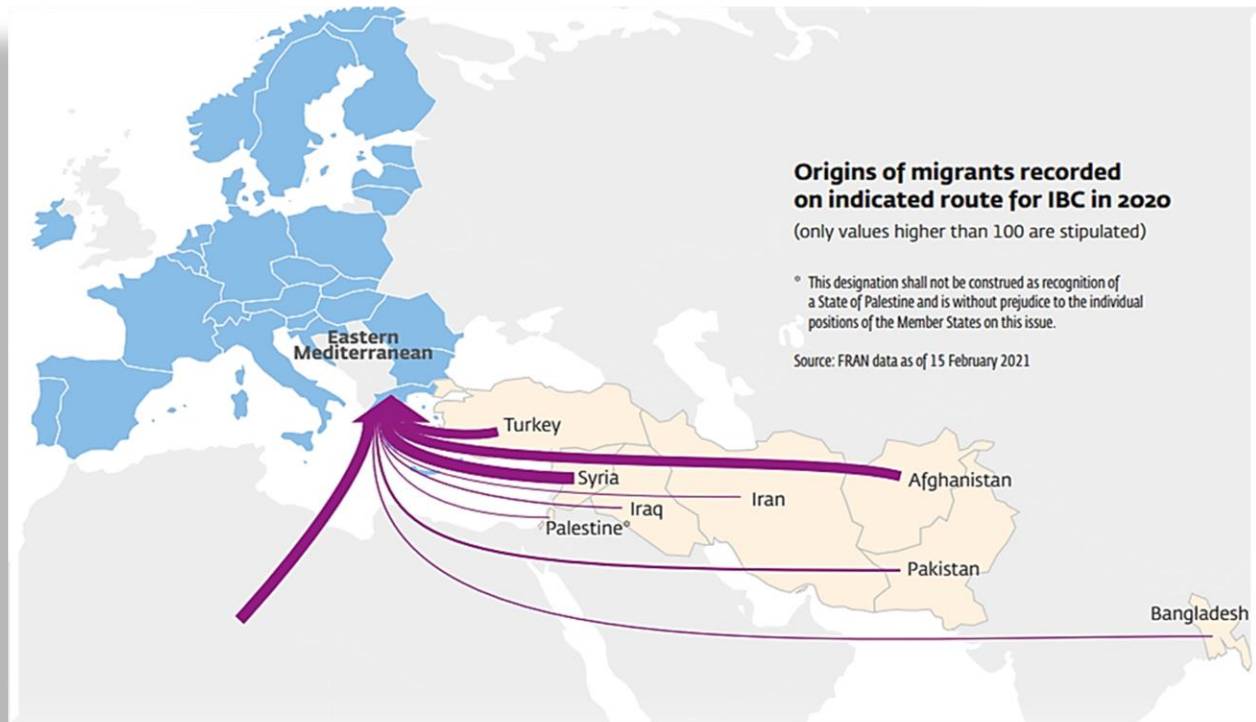 Origins of migrants recorded
on indicated route for IBC in 2020
(only values higher than 100 are stipulated)
* This designation shall not be construed as recognition of
a State of Palestine and is without prejudice to the individual
positions of the Member States on this issue.
Source: FRAN data as of 15 February 2021
Eastern
Mediterranean
Turkey
Syria
Afghanistan
Iran
Iraq
Palestine*
Pakistan
Bangladesh